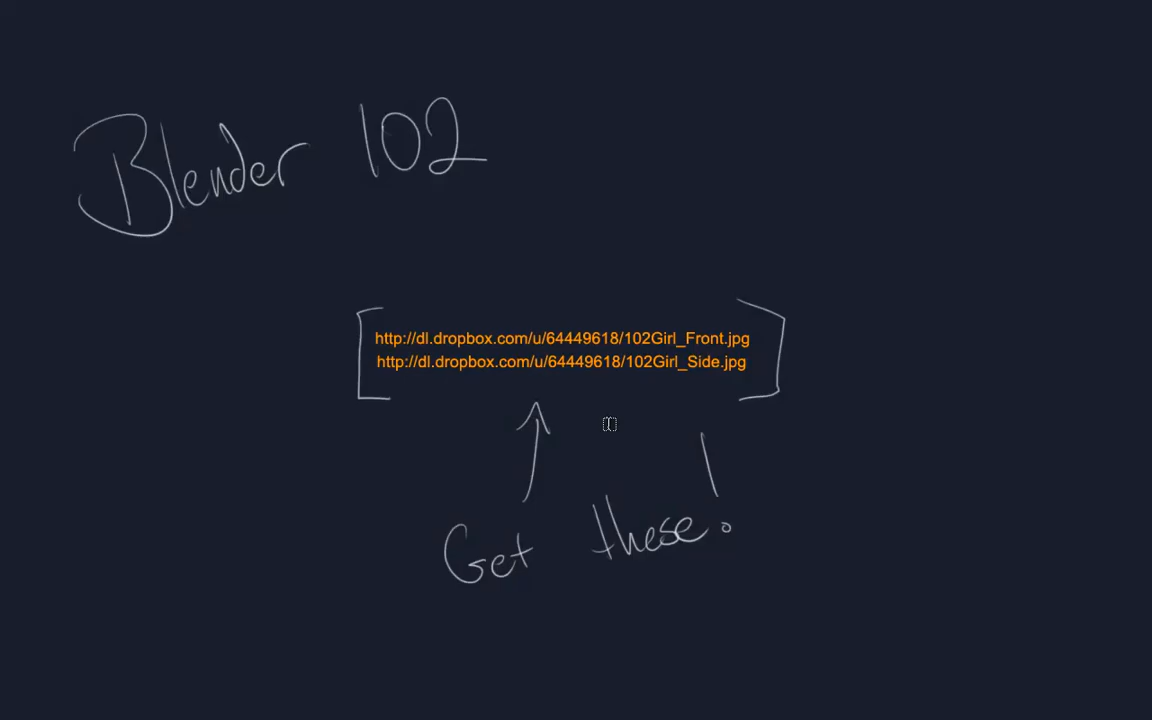 Blender 102
http://dl.dropbox.com/u/64449618/102Girl_Front.jpg
http://dl.dropbox.com/u/64449618/102Girl_Side.jpg
Get these!